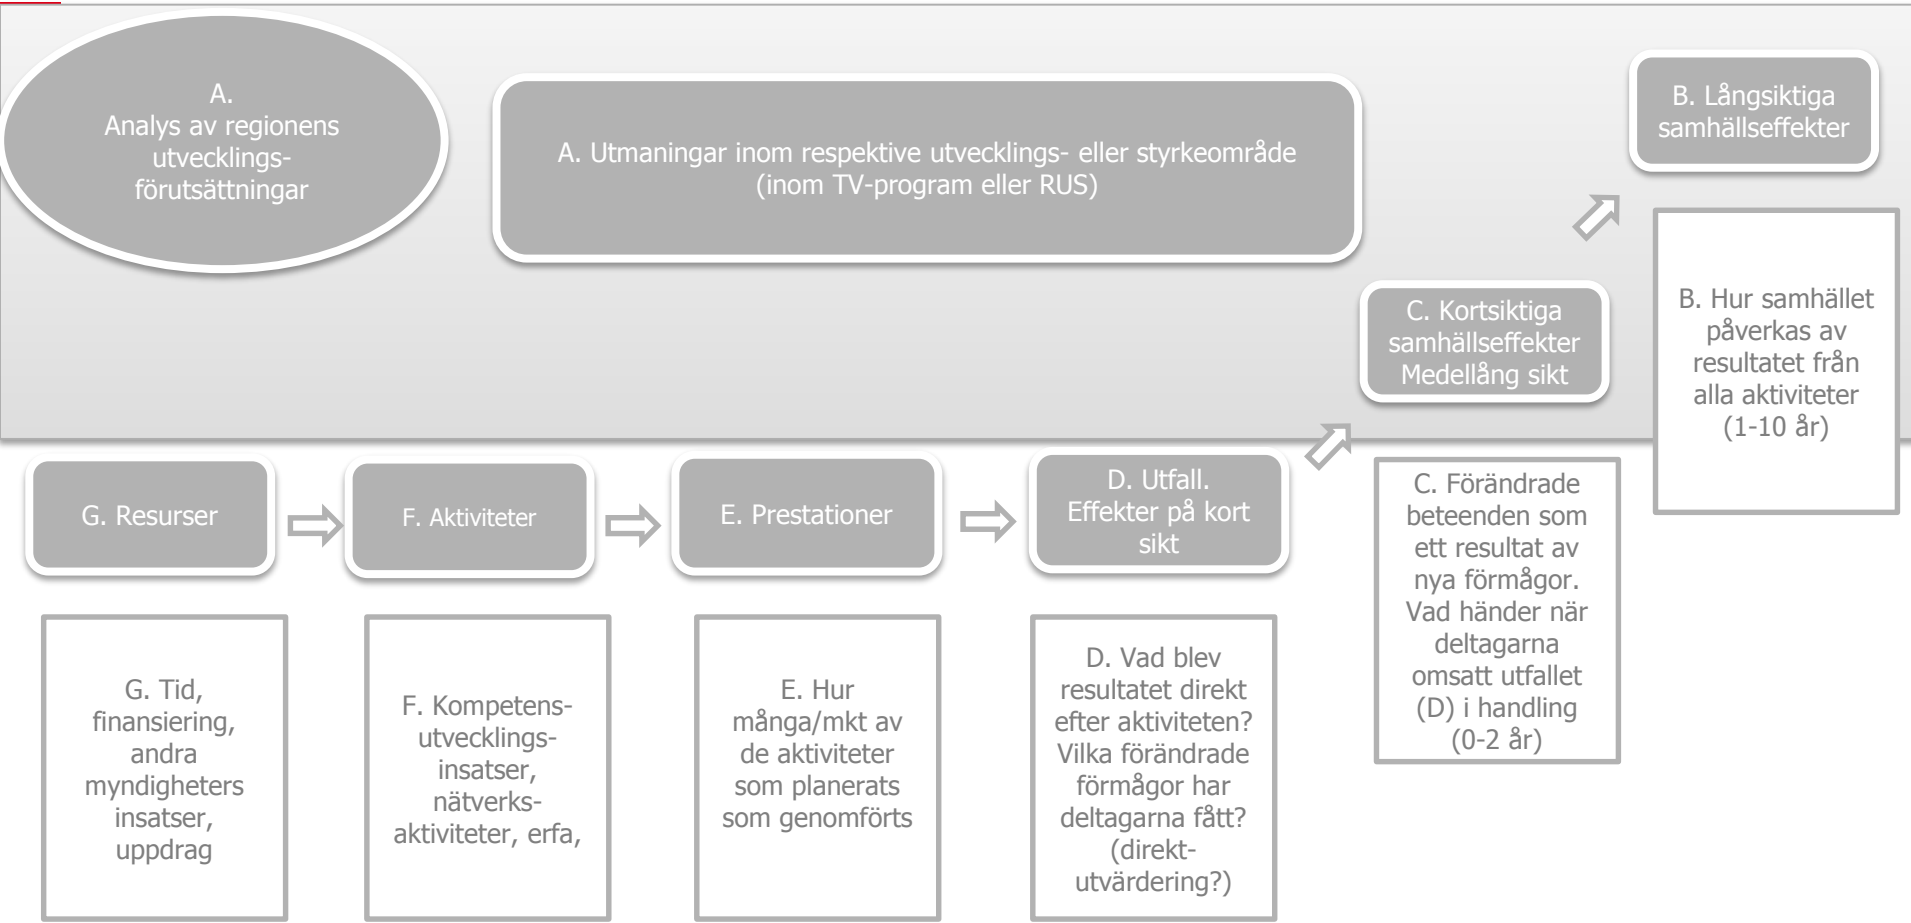 A.
Analys av regionens
utvecklings-
förutsättningar
A. Utmaningar inom respektive utvecklings- eller styrkeområde
(inom TV-program eller RUS)
B. Långsiktiga
samhällseffekter
B. Hur samhället
påverkas av
resultatet från
alla aktiviteter
(1-10 år)
C. Kortsiktiga
samhällseffekter
Medellång sikt
C. Förändrade
beteenden som
ett resultat av
nya förmågor.
Vad händer när
deltagarna
omsatt utfallet
(D) i handling
(0-2 år)
G. Resurser
F. Aktiviteter
E. Prestationer
D. Utfall.
Effekter på kort
sikt
G. Tid,
finansiering,
andra
myndigheters
insatser,
uppdrag
F. Kompetens-
utvecklings-
insatser,
nätverks-
aktiviteter, erfa,
E. Hur
många/mkt av
de aktiviteter
som planerats
som genomförts
D. Vad blev
resultatet direkt
efter aktiviteten?
Vilka förändrade
förmågor har
deltagarna fått?
(direkt-
utvärdering?)